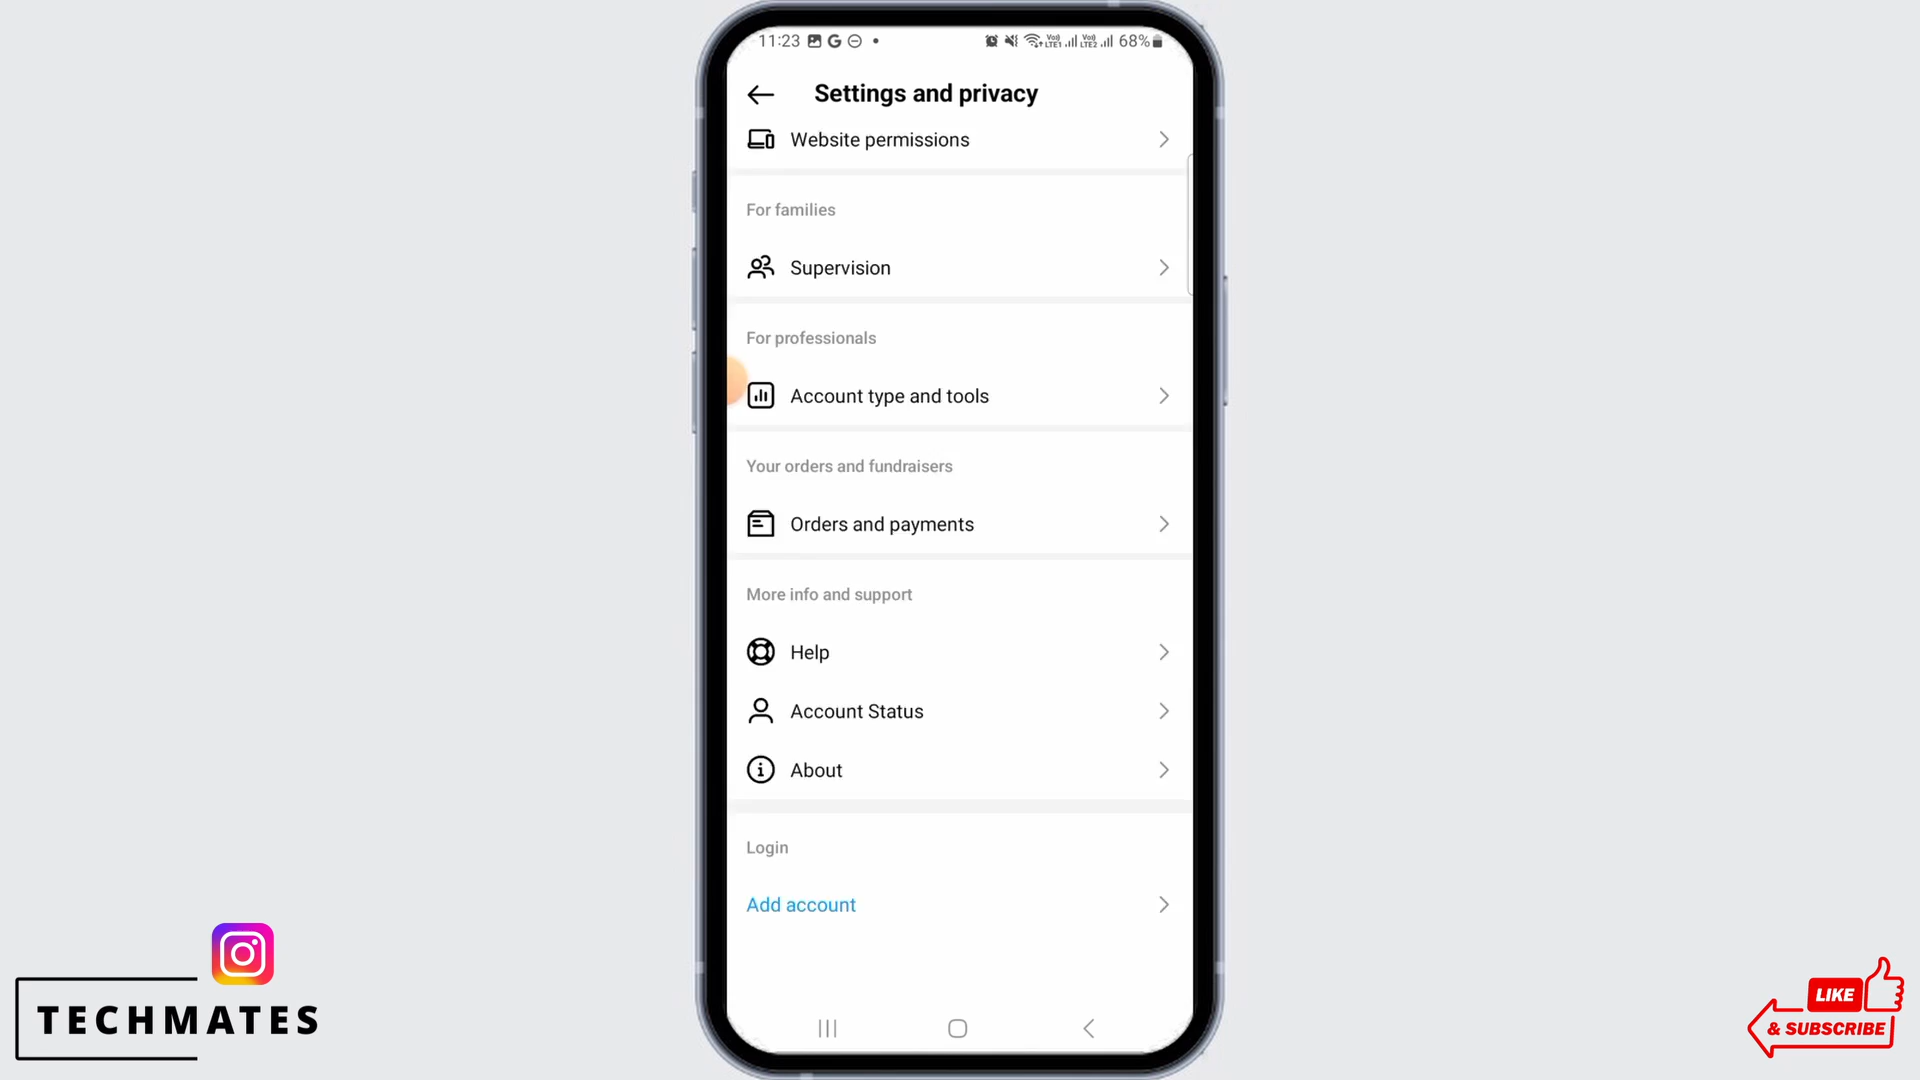 11:23 68%
Settings and privacy
Website permissions
For families
Supervision
For professionals
Account type and tools
Your orders and fundraisers
Orders and payments
More info and support
Help
Account Status
About
Login
Add account
TECHMATES
LIKE
& SUBSCRIBE